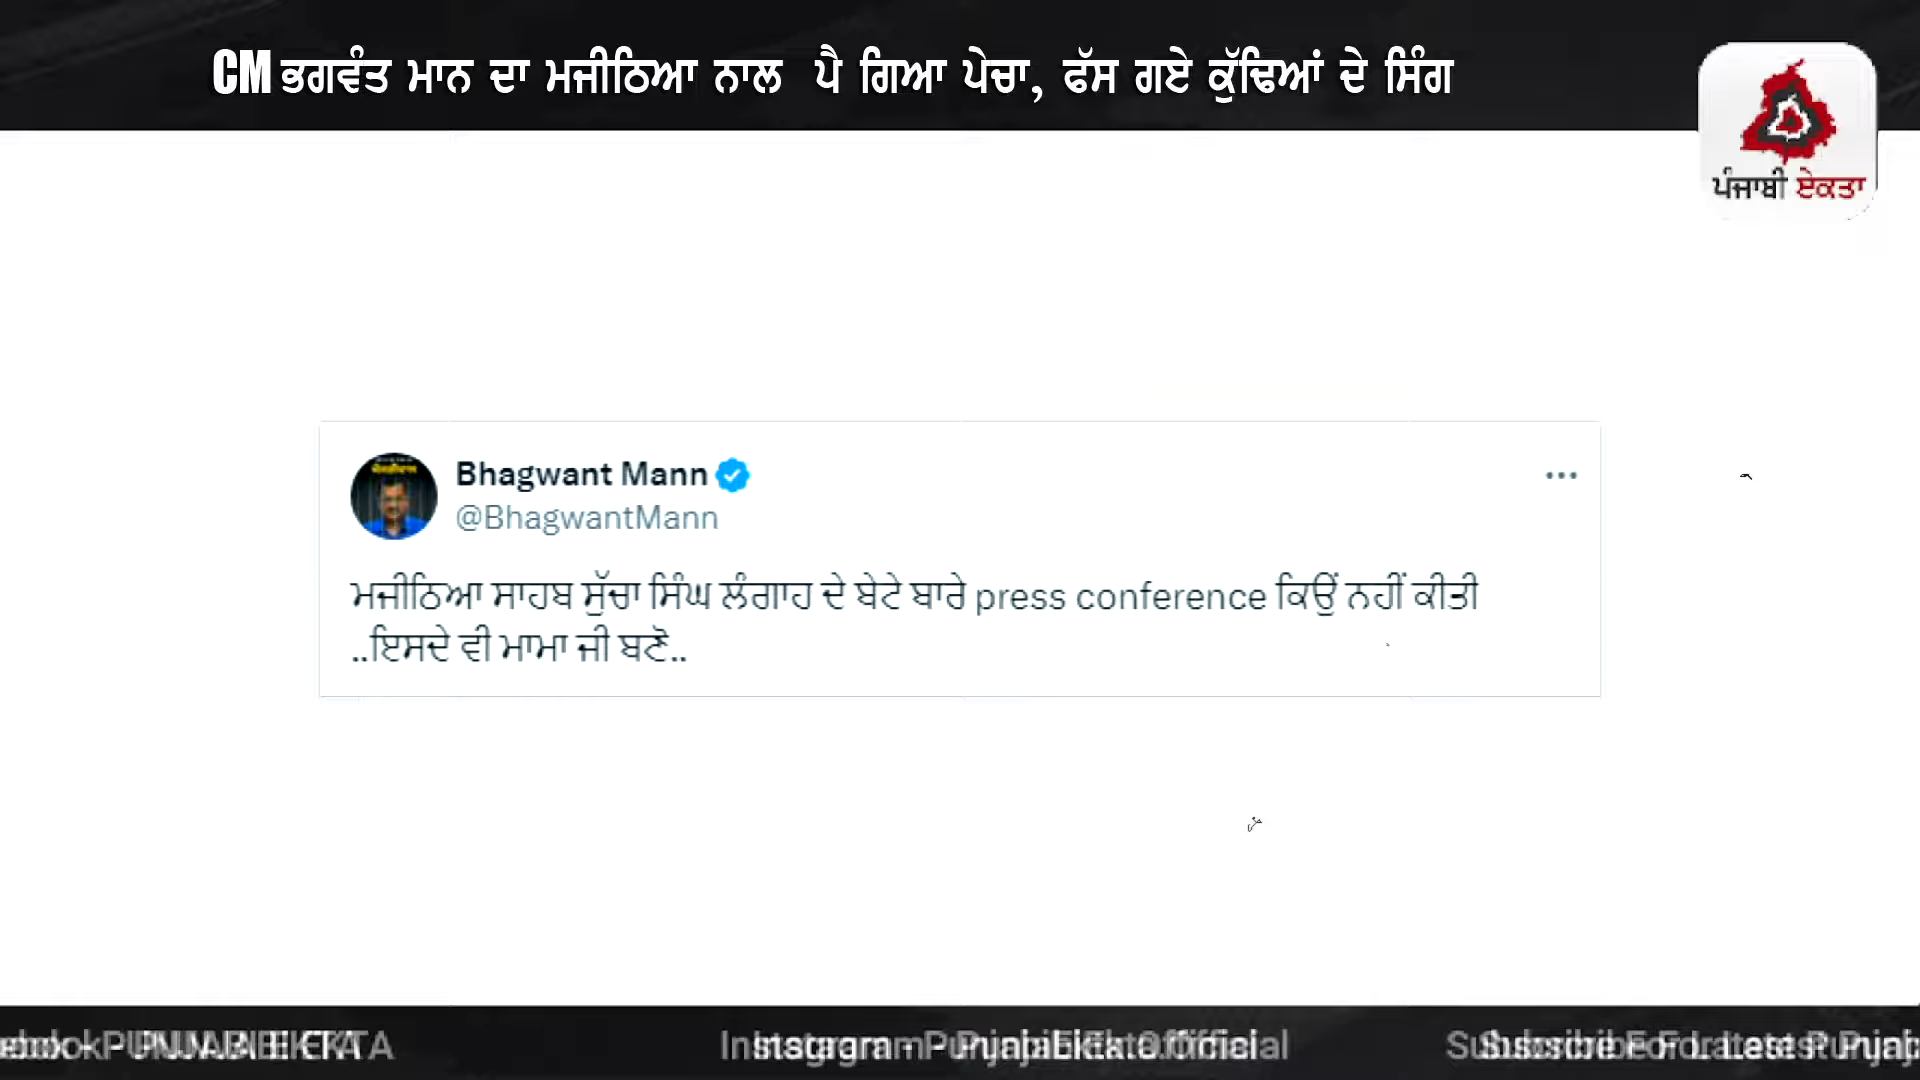 CM ਭਗਵੰਤ ਮਾਨ ਦਾ ਮਜੀਠਿਆ ਨਾਲ ਪੈ ਗਿਆ ਪੇਚਾ, ਫੱਸ ਗਏ ਕੁੱਢਿਆਂ ਦੇ ਸਿੰਗ
ਪੰਜਾਬੀ ਏਕਤਾ
Bhagwant Mann
@BhagwantMann
ਮਜੀਠਿਆ ਸਾਹਬ ਸੁੱਚਾ ਸਿੰਘ ਲੰਗਾਹ ਦੇ ਬੇਟੇ ਬਾਰੇ press conference ਕਿਉਂ ਨਹੀਂ ਕੀਤੀ
..ਇਸਦੇ ਵੀ ਮਾਮਾ ਜੀ ਬਣੋ..